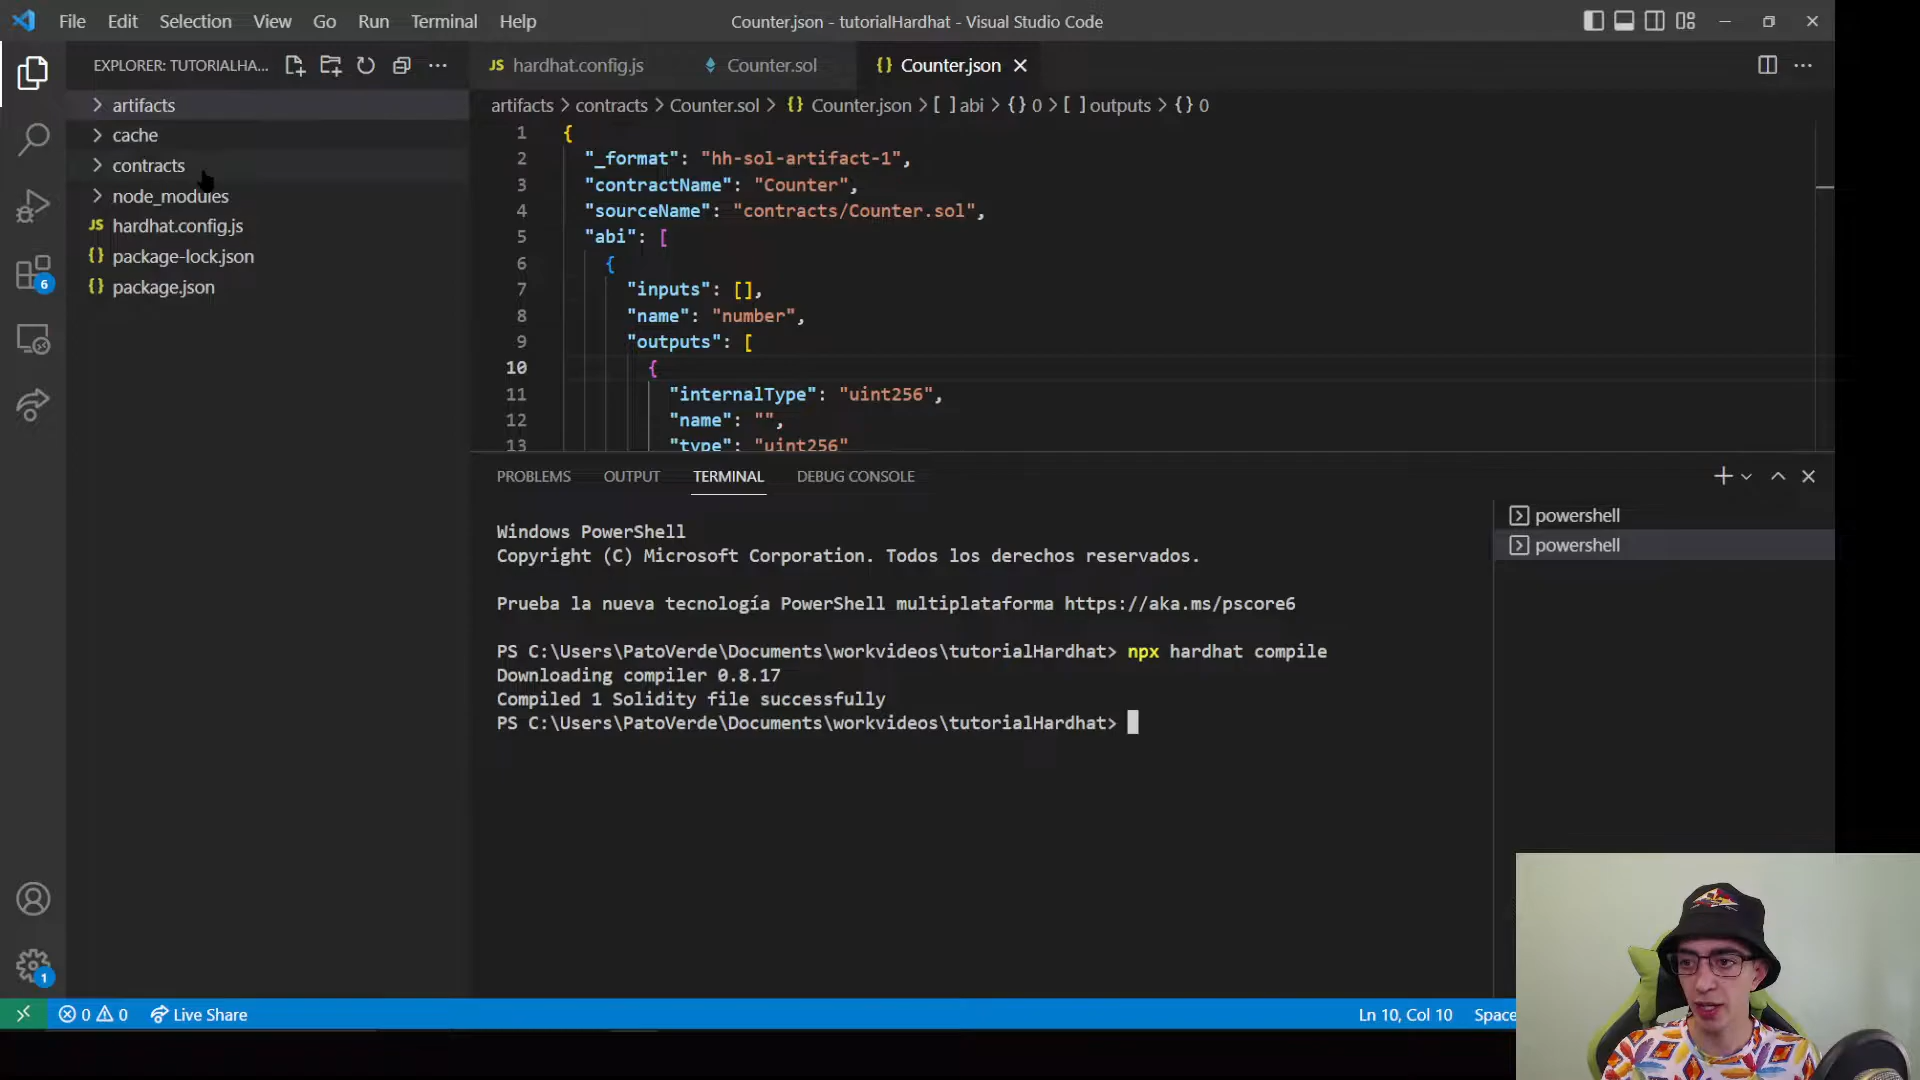 File Edit Selection View Go Run Terminal Help
Counter.json - tutorialHardhat - Visual Studio Code
EXPLORER: TUTORIALHA...
artifacts
cache
contracts
node_modules
JS hardhat.config.js
{} package-lock.json
{} package.json
6
1
JS hardhat.config.js
Counter.sol
{} Counter.json
artifacts > contracts > Counter.sol > {} Counter.json > [ ] abi > {} 0 > [ ] outputs > {} 0
1 {
2 "_format": "hh-sol-artifact-1",
3 "contractName": "Counter",
4 "sourceName": "contracts/Counter.sol",
5 "abi": [
6 {
7 "inputs": [],
8 "name": "number",
9 "outputs": [
10 {
11 "internalType": "uint256",
12 "name": "",
13 "type": "uint256"
PROBLEMS OUTPUT TERMINAL DEBUG CONSOLE
powershell
powershell
Windows PowerShell
Copyright (C) Microsoft Corporation. Todos los derechos reservados.
Prueba la nueva tecnología PowerShell multiplataforma https://aka.ms/pscore6
PS C:\Users\PatoVerde\Documents\workvideos\tutorialHardhat> npx hardhat compile
Downloading compiler 0.8.17
Compiled 1 Solidity file successfully
PS C:\Users\PatoVerde\Documents\workvideos\tutorialHardhat>
0 0 Live Share
Ln 10, Col 10 Space